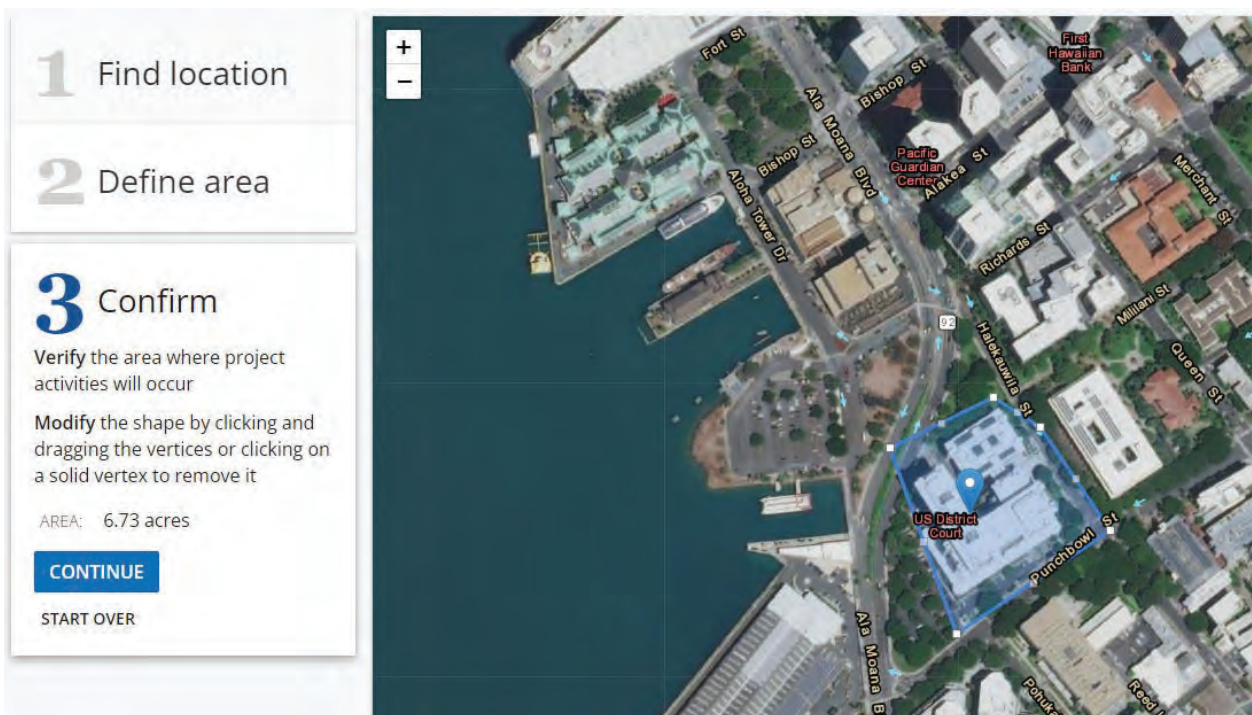 1 Find location
2 Define area
3 Confirm
Verify the area where project
activities will occur
Modify the shape by clicking and
dragging the vertices or clicking on
a solid vertex to remove it
AREA: 6.73 acres
CONTINUE
START OVER
+
−
Fort St
First
Hawaiian
Bank
Bishop St
Ala Moana Blvd
Bishop St
Pacific
Guardian
Center
Alakea St
Merchant St
Aloha Tower Dr
Richards St
Mililani St
92
Halekauwila St
Queen St
US District
Court
Punchbowl St
Ala Moana B
Pohuka
Reed